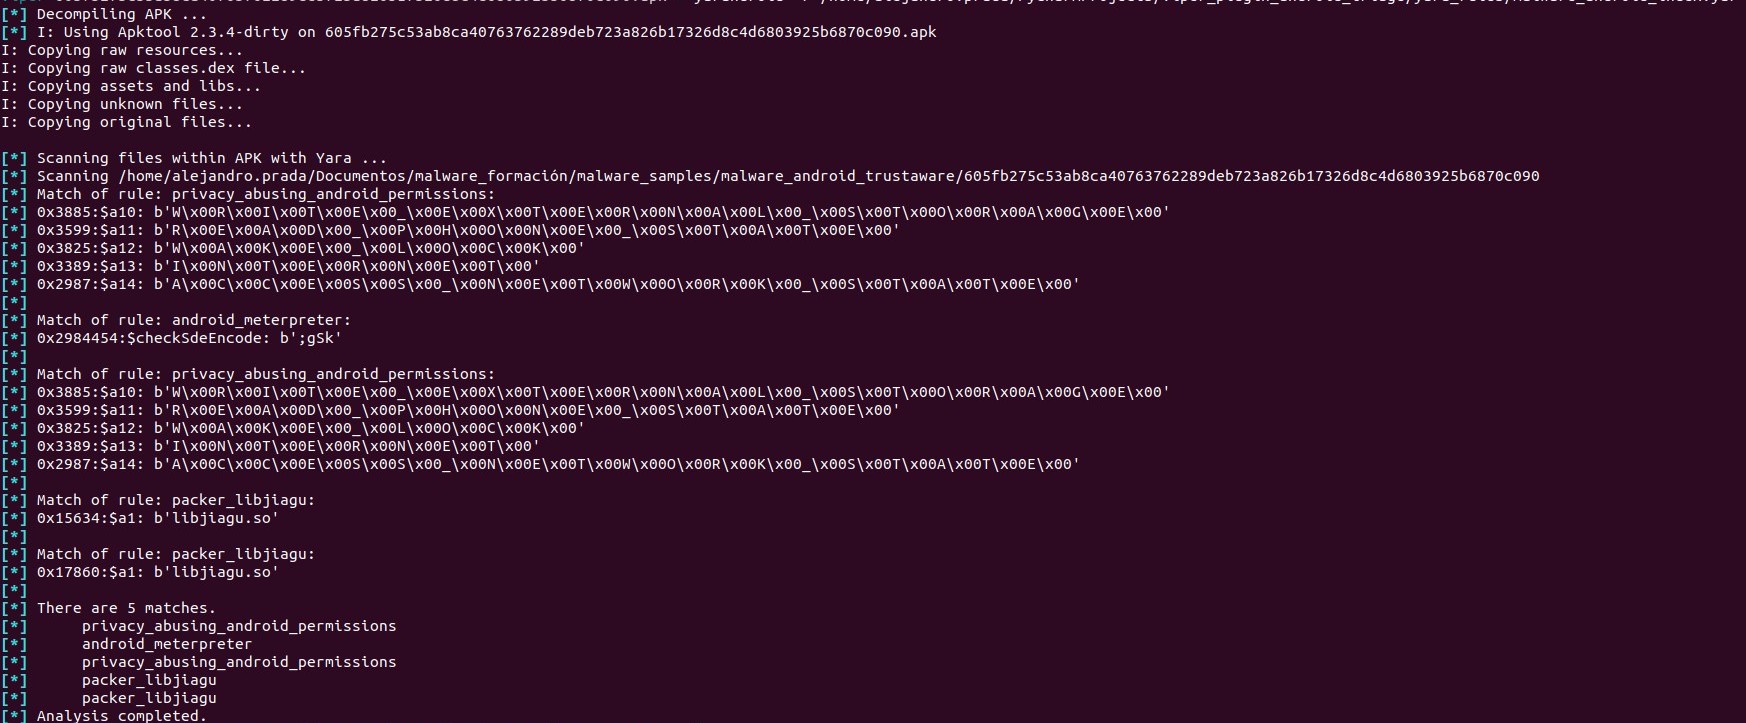 [*] Decompiling APK ...
[*] I: Using Apktool 2.3.4-dirty on 605fb275c53ab8ca40763762289deb723a826b17326d8c4d6803925b6870c090.apk
I: Copying raw resources...
I: Copying raw classes.dex file...
I: Copying assets and libs...
I: Copying unknown files...
I: Copying original files...
[*] Scanning files within APK with Yara ...
[*] Scanning /home/alejandro.prada/Documentos/malware_formación/malware_samples/malware_android_trustaware/605fb275c53ab8ca40763762289deb723a826b17326d8c4d6803925b6870c090
[*] Match of rule: privacy_abusing_android_permissions:
[*] 0x3885:$a10: b'W\x00R\x00I\x00T\x00E\x00_\x00E\x00X\x00T\x00E\x00R\x00N\x00A\x00L\x00_\x00S\x00T\x00O\x00R\x00A\x00G\x00E\x00'
[*] 0x3599:$a11: b'R\x00E\x00A\x00D\x00_\x00P\x00H\x00O\x00N\x00E\x00_\x00S\x00T\x00A\x00T\x00E\x00'
[*] 0x3825:$a12: b'W\x00A\x00K\x00E\x00_\x00L\x00O\x00C\x00K\x00'
[*] 0x3389:$a13: b'I\x00N\x00T\x00E\x00R\x00N\x00E\x00T\x00'
[*] 0x2987:$a14: b'A\x00C\x00C\x00E\x00S\x00S\x00_\x00N\x00E\x00T\x00W\x00O\x00R\x00K\x00_\x00S\x00T\x00A\x00T\x00E\x00'
[*]
[*] Match of rule: android_meterpreter:
[*] 0x2984454:$checkSdeEncode: b';gSk'
[*]
[*] Match of rule: privacy_abusing_android_permissions:
[*] 0x3885:$a10: b'W\x00R\x00I\x00T\x00E\x00_\x00E\x00X\x00T\x00E\x00R\x00N\x00A\x00L\x00_\x00S\x00T\x00O\x00R\x00A\x00G\x00E\x00'
[*] 0x3599:$a11: b'R\x00E\x00A\x00D\x00_\x00P\x00H\x00O\x00N\x00E\x00_\x00S\x00T\x00A\x00T\x00E\x00'
[*] 0x3825:$a12: b'W\x00A\x00K\x00E\x00_\x00L\x00O\x00C\x00K\x00'
[*] 0x3389:$a13: b'I\x00N\x00T\x00E\x00R\x00N\x00E\x00T\x00'
[*] 0x2987:$a14: b'A\x00C\x00C\x00E\x00S\x00S\x00_\x00N\x00E\x00T\x00W\x00O\x00R\x00K\x00_\x00S\x00T\x00A\x00T\x00E\x00'
[*]
[*] Match of rule: packer_libjiagu:
[*] 0x15634:$a1: b'libjiagu.so'
[*]
[*] Match of rule: packer_libjiagu:
[*] 0x17860:$a1: b'libjiagu.so'
[*]
[*] There are 5 matches.
[*] privacy_abusing_android_permissions
[*] android_meterpreter
[*] privacy_abusing_android_permissions
[*] packer_libjiagu
[*] packer_libjiagu
[*] Analysis completed.